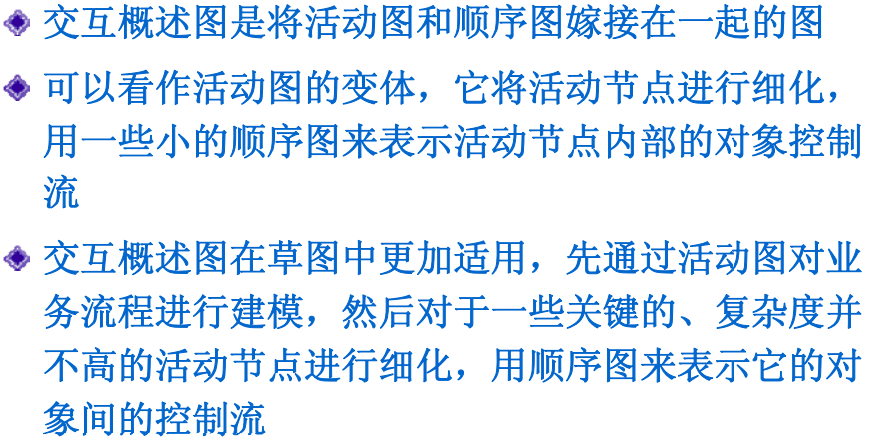 交互概述图是将活动图和顺序图嫁接在一起的图
可以看作活动图的变体，它将活动节点进行细化，
用一些小的顺序图来表示活动节点内部的对象控制
流
交互概述图在草图中更加适用，先通过活动图对业
务流程进行建模，然后对于一些关键的、复杂度并
不高的活动节点进行细化，用顺序图来表示它的对
象间的控制流